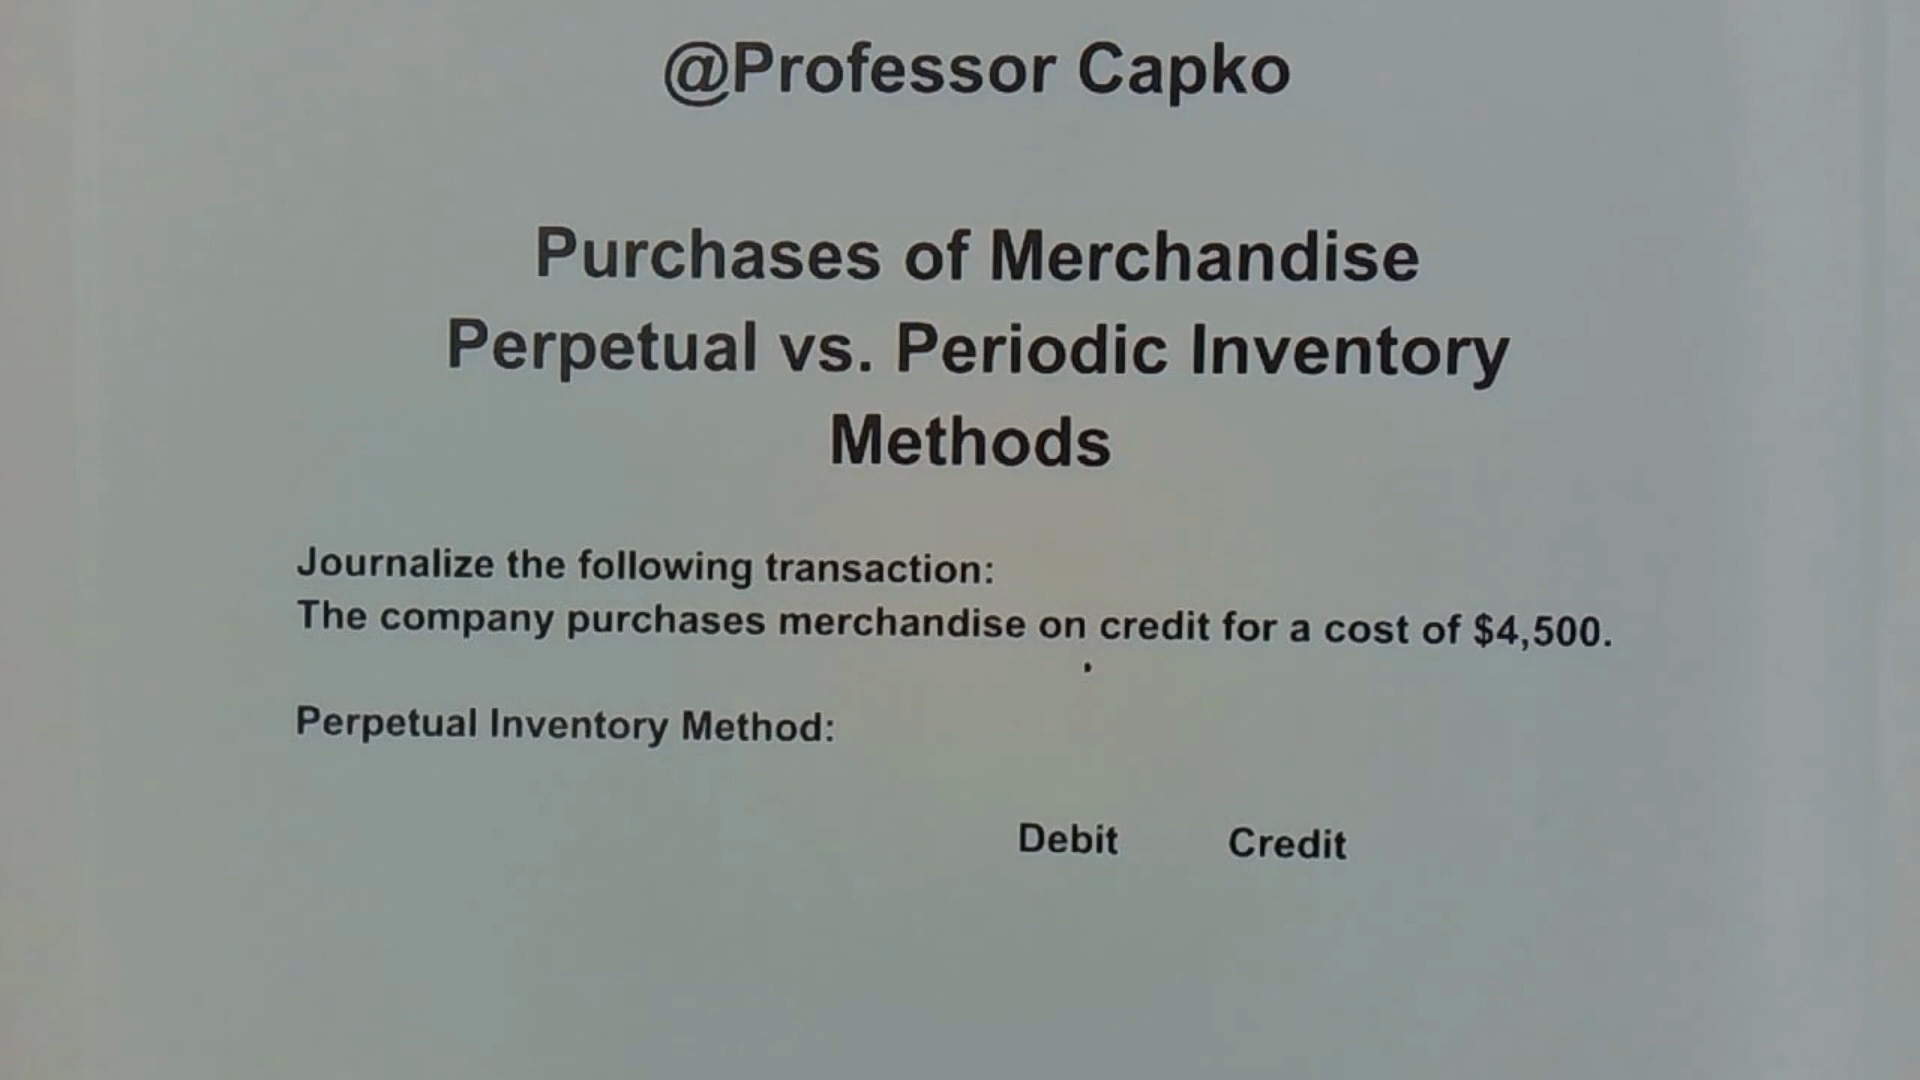 @Professor Capko
Purchases of Merchandise
Perpetual vs. Periodic Inventory
Methods
Journalize the following transaction:
The company purchases merchandise on credit for a cost of $4,500.
Perpetual Inventory Method:
Debit Credit